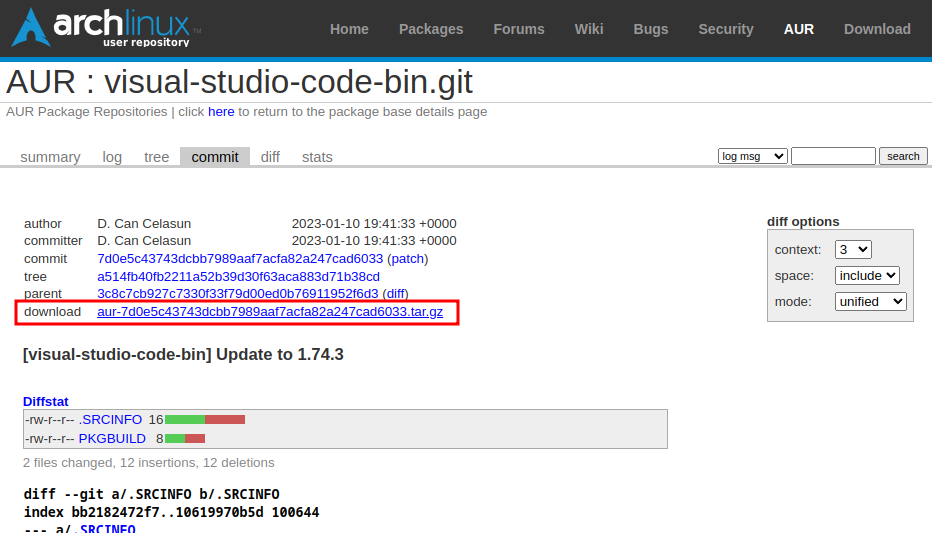 archlinux TM
user repository
Home Packages Forums Wiki Bugs Security AUR Download
AUR : visual-studio-code-bin.git
AUR Package Repositories | click here to return to the package base details page
summary log tree commit diff stats log msg search
author D. Can Celasun 2023-01-10 19:41:33 +0000
committer D. Can Celasun 2023-01-10 19:41:33 +0000
commit 7d0e5c43743dcbb7989aaf7acfa82a247cad6033 (patch)
tree a514fb40fb2211a52b39d30f63aca883d71b38cd
parent 3c8c7cb927c7330f33f79d00ed0b76911952f6d3 (diff)
download aur-7d0e5c43743dcbb7989aaf7acfa82a247cad6033.tar.gz
diff options
context: 3
space: include
mode: unified
[visual-studio-code-bin] Update to 1.74.3
Diffstat
-rw-r--r-- .SRCINFO 16
-rw-r--r-- PKGBUILD 8
2 files changed, 12 insertions, 12 deletions
diff --git a/.SRCINFO b/.SRCINFO
index bb2182472f7..10619970b5d 100644
--- a/.SRCINFO